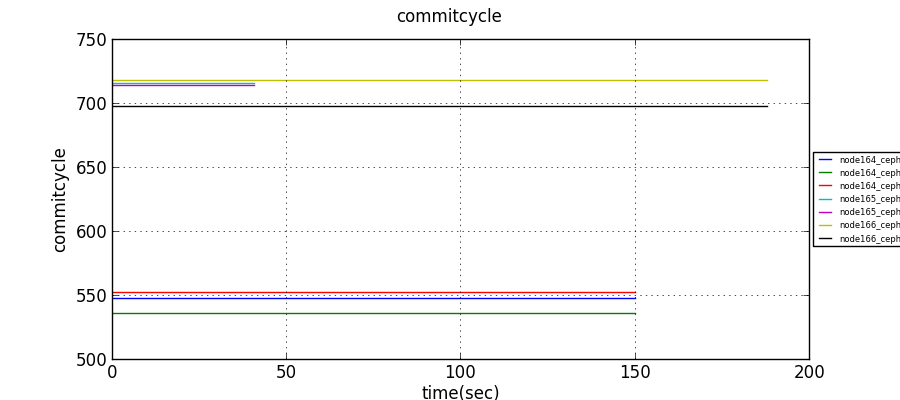 commitcycle
750
700
650
600
550
500
commitcycle
0
50
100
150
200
time(sec)
node164_ceph
node164_ceph
node164_ceph
node165_ceph
node165_ceph
node166_ceph
node166_ceph